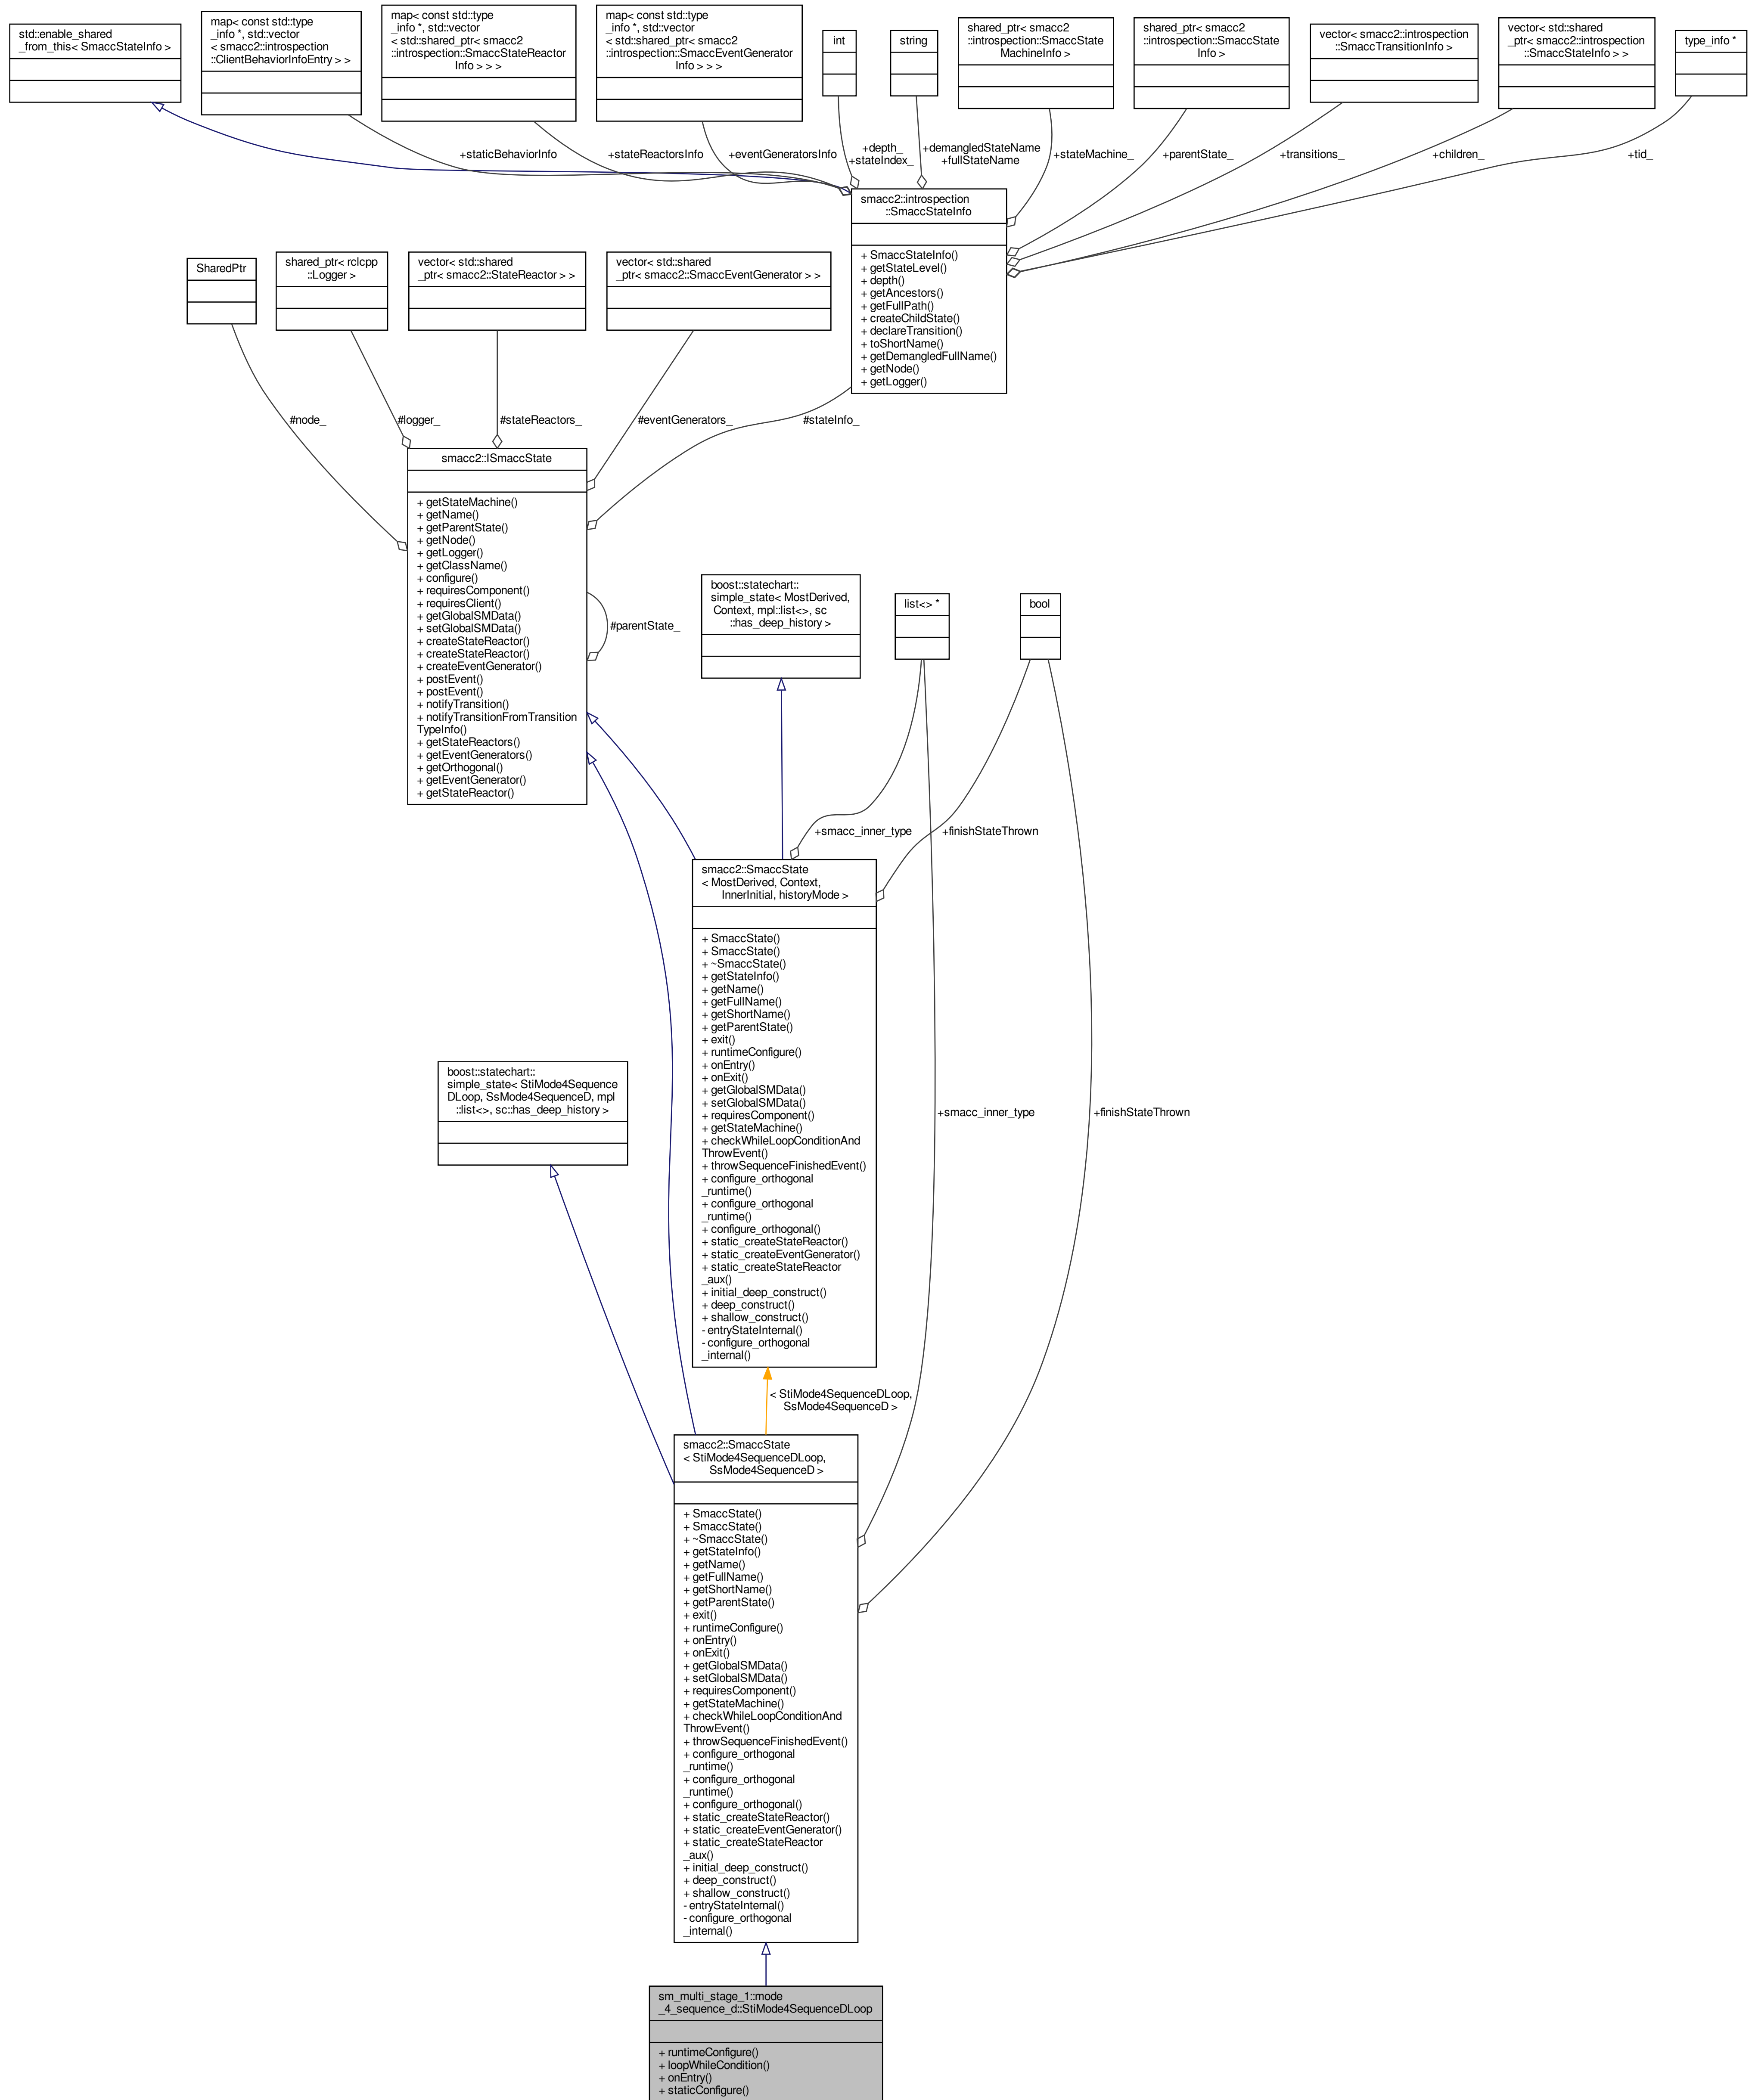 std::enable_shared
_from_this< SmaccStateInfo >
map< const std::type
_info *, std::vector
< smacc2::introspection
::ClientBehaviorInfoEntry > >
map< const std::type
_info *, std::vector
< std::shared_ptr< smacc2
::introspection::SmaccStateReactor
Info > > >
map< const std::type
_info *, std::vector
< std::shared_ptr< smacc2
::introspection::SmaccEventGenerator
Info > > >
int
string
shared_ptr< smacc2
::introspection::SmaccState
MachineInfo >
shared_ptr< smacc2
::introspection::SmaccState
Info >
vector< smacc2::introspection
::SmaccTransitionInfo >
vector< std::shared
_ptr< smacc2::introspection
::SmaccStateInfo > >
type_info *
+staticBehaviorInfo
+stateReactorsInfo
+eventGeneratorsInfo
+depth_
+stateIndex_
+demangledStateName
+fullStateName
+stateMachine_
+parentState_
+transitions_
+children_
+tid_
smacc2::introspection
::SmaccStateInfo
+ SmaccStateInfo()
+ getStateLevel()
+ depth()
+ getAncestors()
+ getFullPath()
+ createChildState()
+ declareTransition()
+ toShortName()
+ getDemangledFullName()
+ getNode()
+ getLogger()
SharedPtr
shared_ptr< rclcpp
::Logger >
vector< std::shared
_ptr< smacc2::StateReactor > >
vector< std::shared
_ptr< smacc2::SmaccEventGenerator > >
#node_
#logger_
#stateReactors_
#eventGenerators_
#stateInfo_
smacc2::ISmaccState
+ getStateMachine()
+ getName()
+ getParentState()
+ getNode()
+ getLogger()
+ getClassName()
+ configure()
+ requiresComponent()
+ requiresClient()
+ getGlobalSMData()
+ setGlobalSMData()
+ createStateReactor()
+ createStateReactor()
+ createEventGenerator()
+ postEvent()
+ postEvent()
+ notifyTransition()
+ notifyTransitionFromTransition
TypeInfo()
+ getStateReactors()
+ getEventGenerators()
+ getOrthogonal()
+ getEventGenerator()
+ getStateReactor()
#parentState_
boost::statechart::
simple_state< MostDerived,
Context, mpl::list<>, sc
::has_deep_history >
list<> *
bool
+smacc_inner_type
+finishStateThrown
smacc2::SmaccState
< MostDerived, Context,
InnerInitial, historyMode >
+ SmaccState()
+ SmaccState()
+ ~SmaccState()
+ getStateInfo()
+ getName()
+ getFullName()
+ getShortName()
+ getParentState()
+ exit()
+ runtimeConfigure()
+ onEntry()
+ onExit()
+ getGlobalSMData()
+ setGlobalSMData()
+ requiresComponent()
+ getStateMachine()
+ checkWhileLoopConditionAnd
ThrowEvent()
+ throwSequenceFinishedEvent()
+ configure_orthogonal
_runtime()
+ configure_orthogonal
_runtime()
+ configure_orthogonal()
+ static_createStateReactor()
+ static_createEventGenerator()
+ static_createStateReactor
_aux()
+ initial_deep_construct()
+ deep_construct()
+ shallow_construct()
- entryStateInternal()
- configure_orthogonal
_internal()
boost::statechart::
simple_state< StiMode4Sequence
DLoop, SsMode4SequenceD, mpl
::list<>, sc::has_deep_history >
+smacc_inner_type
+finishStateThrown
< StiMode4SequenceDLoop,
SsMode4SequenceD >
smacc2::SmaccState
< StiMode4SequenceDLoop,
SsMode4SequenceD >
+ SmaccState()
+ SmaccState()
+ ~SmaccState()
+ getStateInfo()
+ getName()
+ getFullName()
+ getShortName()
+ getParentState()
+ exit()
+ runtimeConfigure()
+ onEntry()
+ onExit()
+ getGlobalSMData()
+ setGlobalSMData()
+ requiresComponent()
+ getStateMachine()
+ checkWhileLoopConditionAnd
ThrowEvent()
+ throwSequenceFinishedEvent()
+ configure_orthogonal
_runtime()
+ configure_orthogonal
_runtime()
+ configure_orthogonal()
+ static_createStateReactor()
+ static_createEventGenerator()
+ static_createStateReactor
_aux()
+ initial_deep_construct()
+ deep_construct()
+ shallow_construct()
- entryStateInternal()
- configure_orthogonal
_internal()
sm_multi_stage_1::mode
_4_sequence_d::StiMode4SequenceDLoop
+ runtimeConfigure()
+ loopWhileCondition()
+ onEntry()
+ staticConfigure()